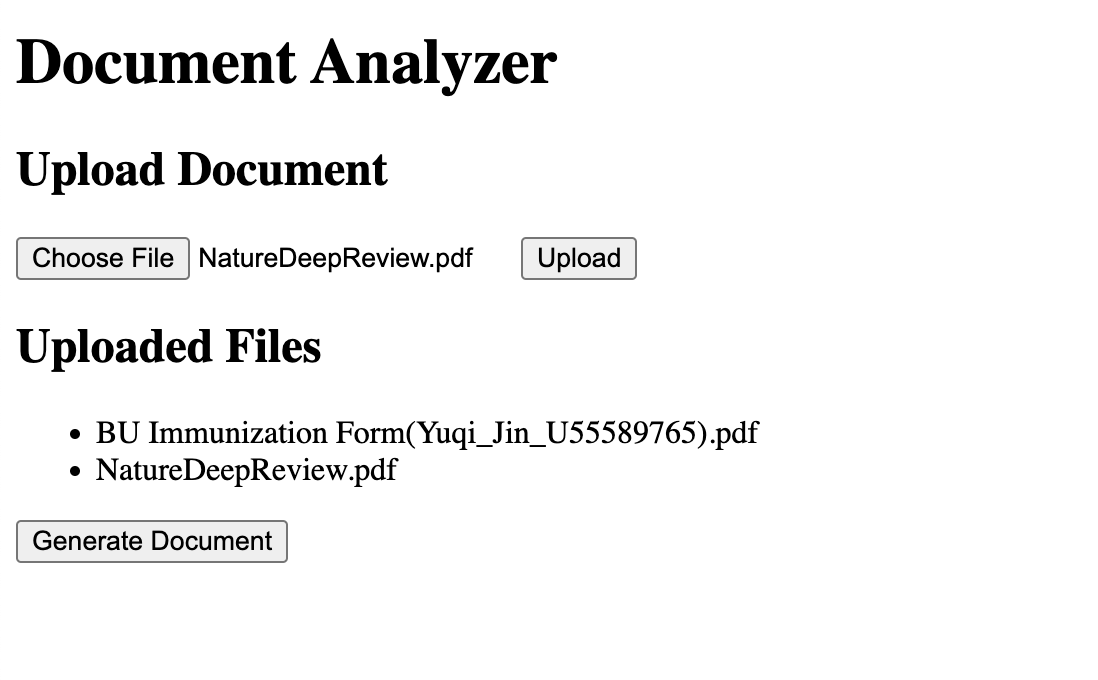 Document Analyzer
Upload Document
Choose File NatureDeepReview.pdf Upload
Uploaded Files
• BU Immunization Form(Yuqi_Jin_U55589765).pdf
• NatureDeepReview.pdf
Generate Document